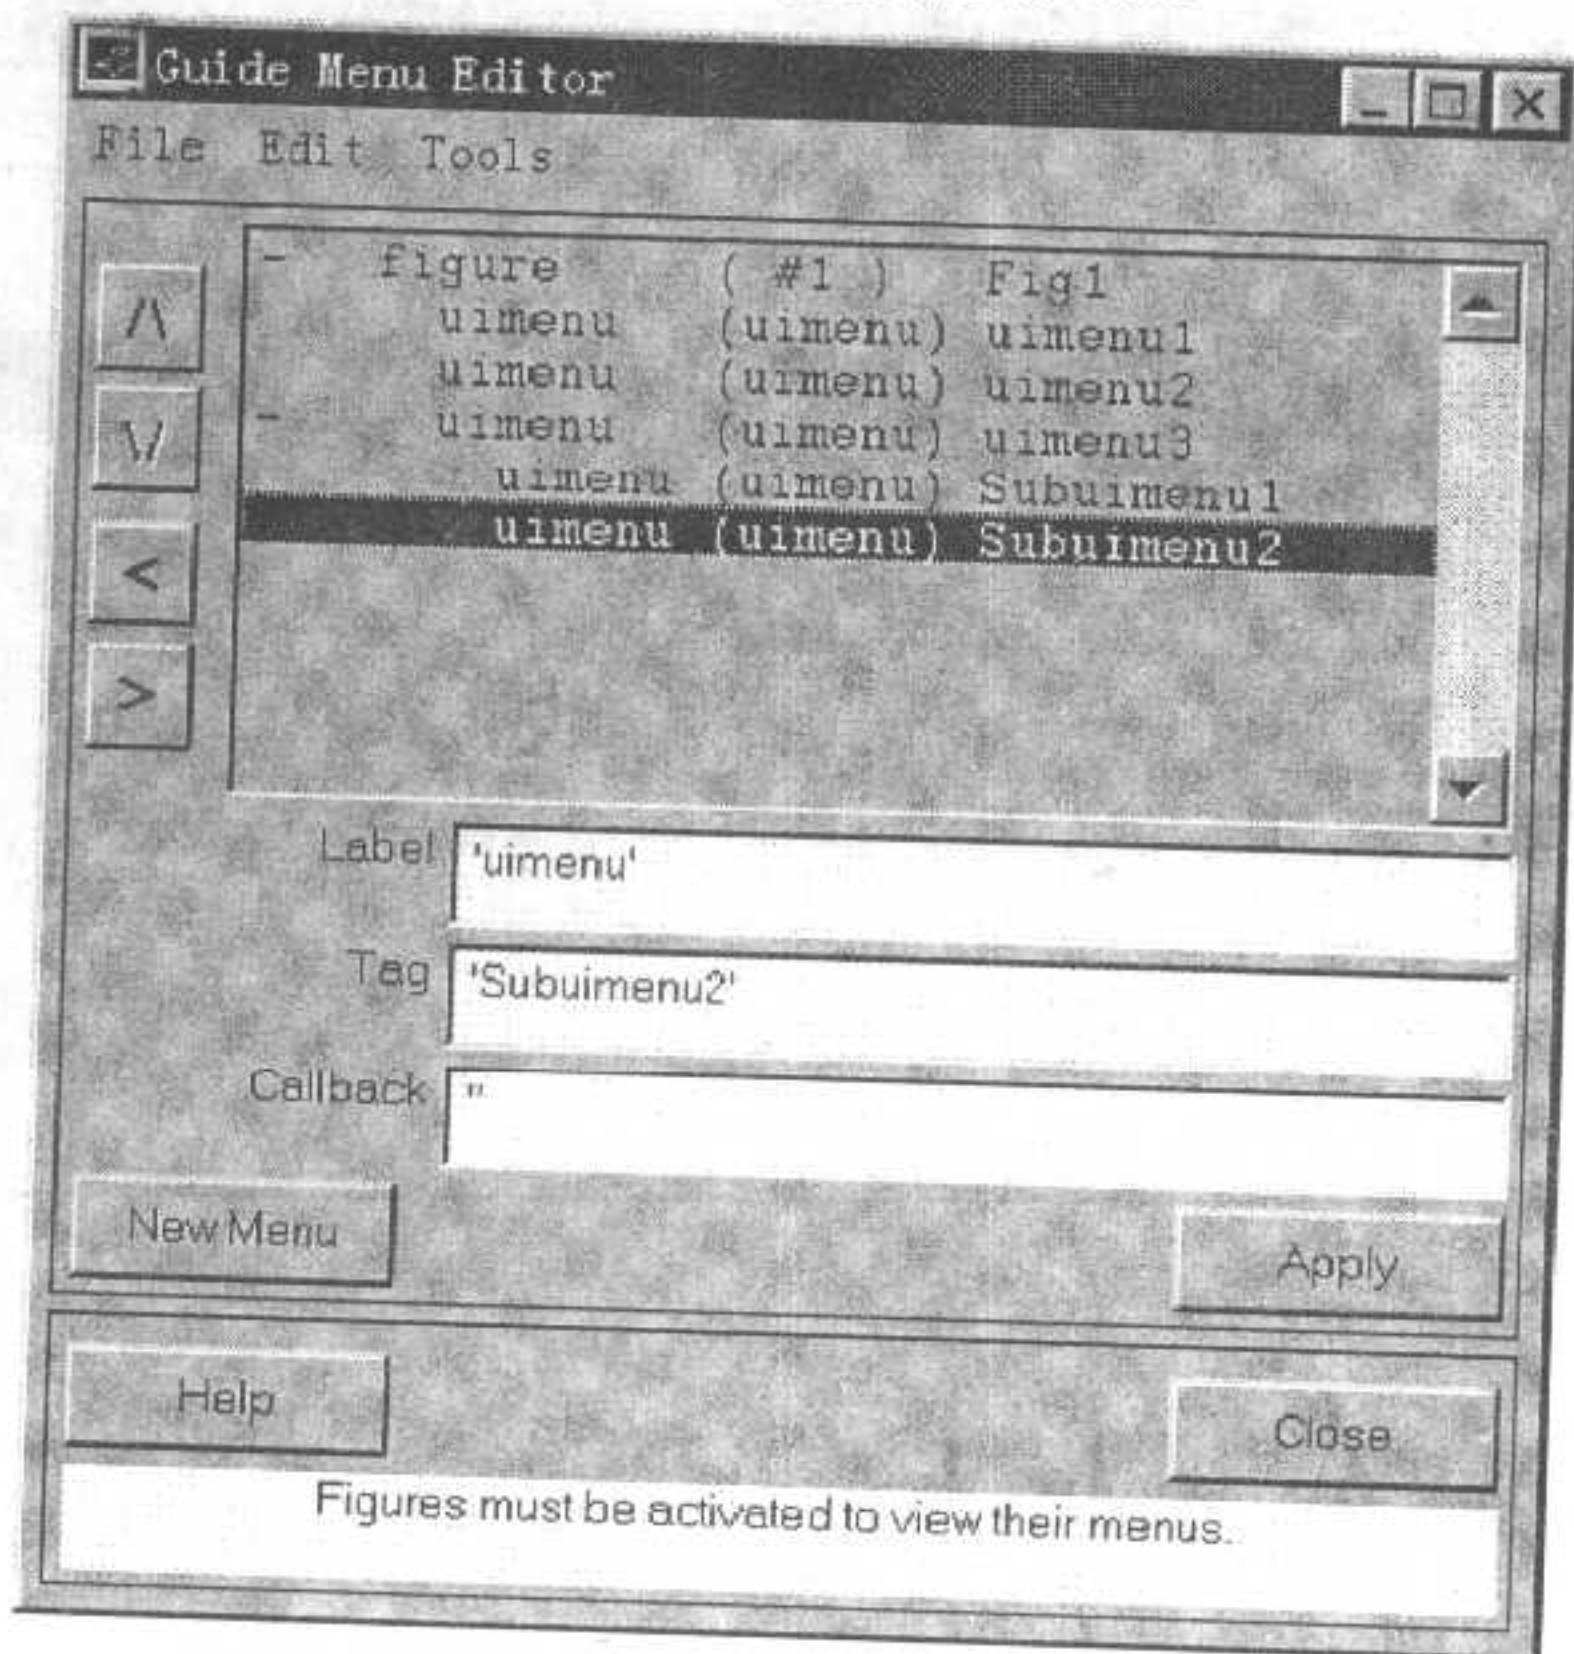 Guide Menu Editor
File Edit Tools
- figure ( #1 ) Fig1
uimenu (uimenu) uimenu1
uimenu (uimenu) uimenu2
- uimenu (uimenu) uimenu3
uimenu (uimenu) Subuimenu1
uimenu (uimenu) Subuimenu2
/\
\/
<
>
Label 'uimenu'
Tag 'Subuimenu2'
Callback ''
New Menu Apply
Help Close
Figures must be activated to view their menus.